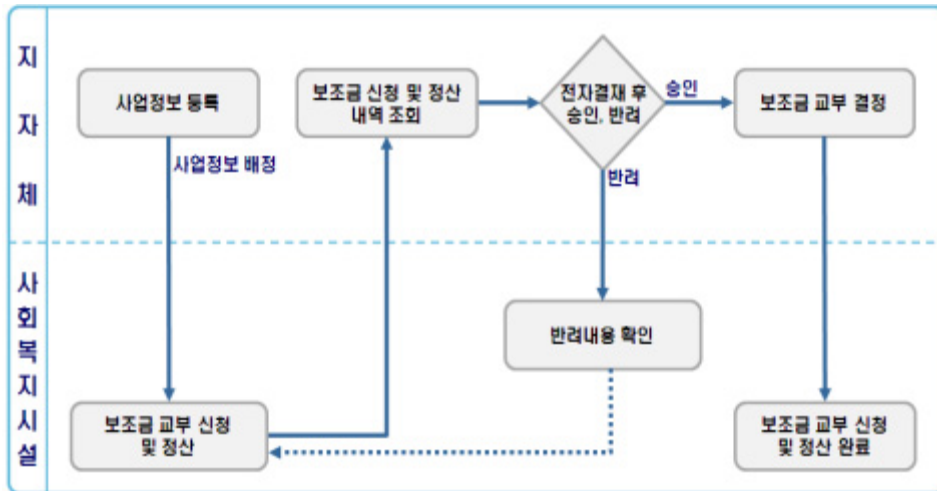 지자체
사업정보 등록
사업정보 배정
보조금 신청 및 정산
내역 조회
전자결재 후
승인, 반려
승인
보조금 교부 결정
반려
사회복지시설
반려내용 확인
보조금 교부 신청
및 정산
보조금 교부 신청
및 정산 완료